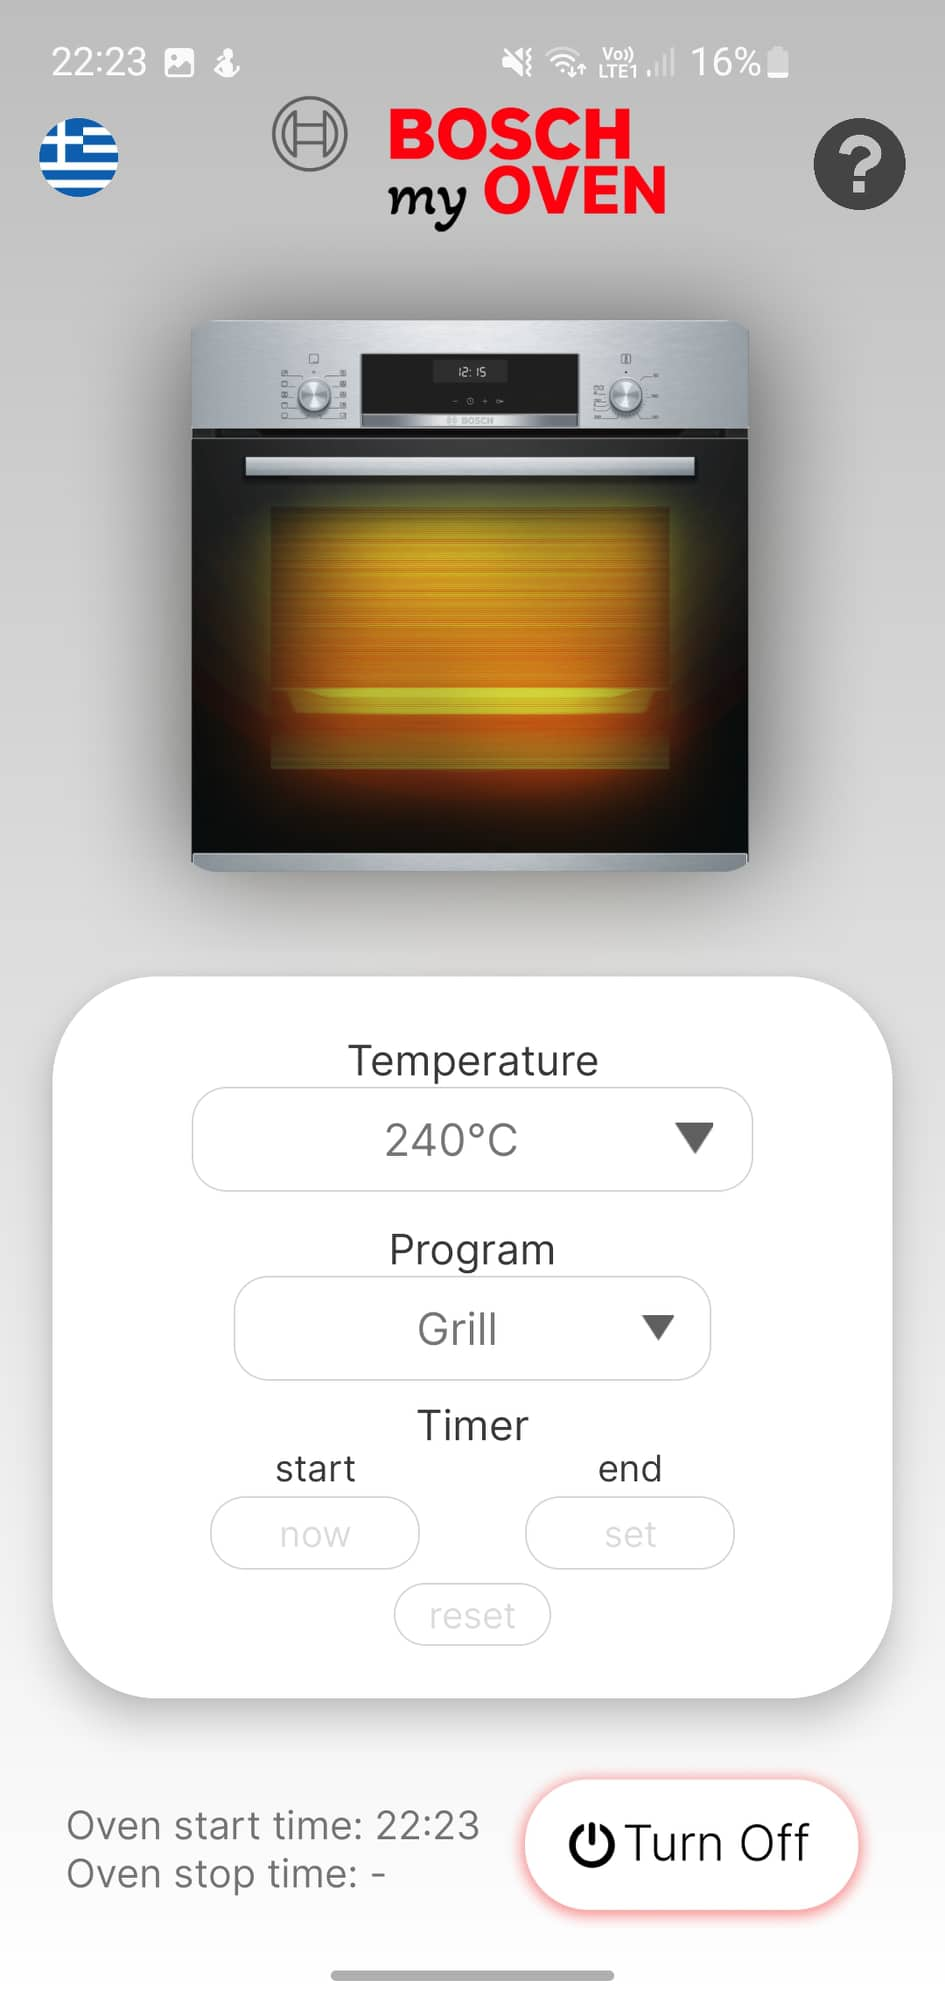 22:23
Vo)) LTE1 16%
BOSCH
my OVEN
?
12:15
BOSCH
Temperature
240°C
Program
Grill
Timer
start end
now set
reset
Oven start time: 22:23
Oven stop time: -
Turn Off